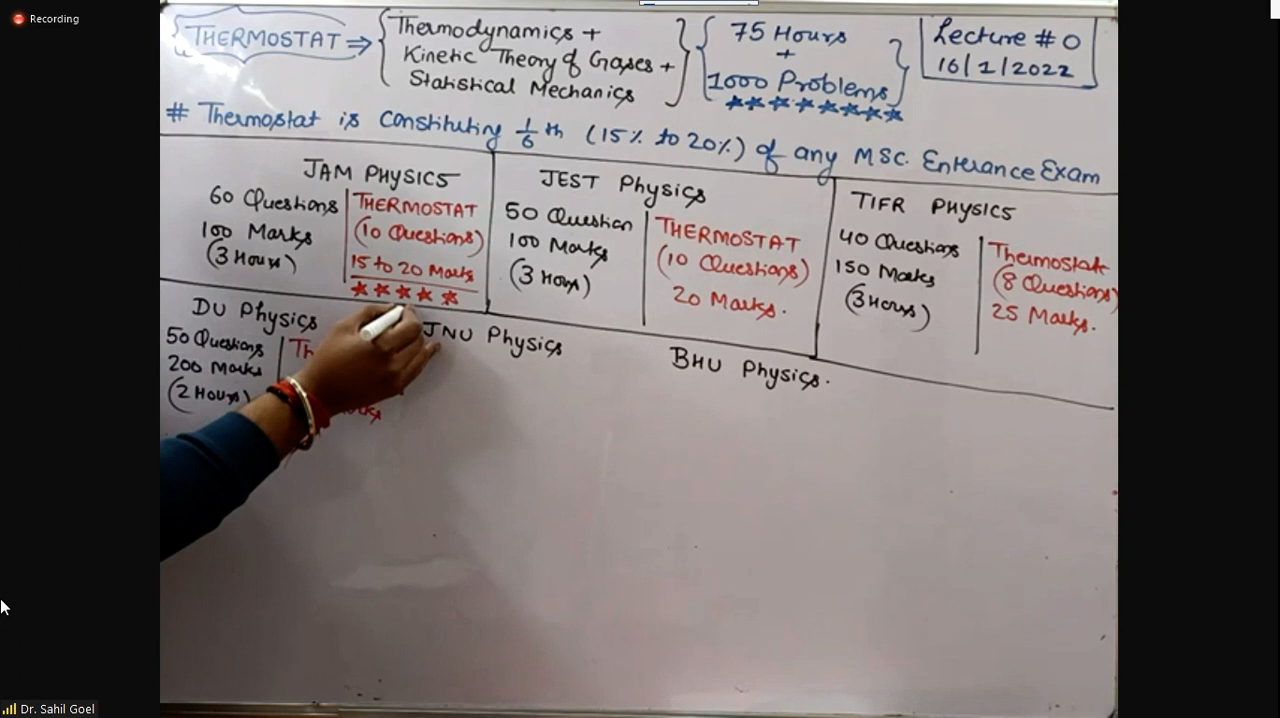 Recording
THERMOSTAT ⇒
Thermodynamics +
Kinetic Theory of Gases +
Statistical Mechanics
75 Hours
+
1000 Problems
Lecture # 0
16/1/2022
# Thermostat is constituting 1/6 th (15% to 20%) of any MSC. Enterance Exam
JAM PHYSICS
60 Questions
100 Marks
(3 Hours)
THERMOSTAT
(10 Questions)
15 to 20 Marks
JEST Physics
50 Question
100 Marks
(3 Hours)
THERMOSTAT
(10 Questions)
20 Marks.
TIFR PHYSICS
40 Questions
150 Marks
(3 Hours)
Thermostat
(8 Questions)
25 Marks.
DU Physics
50 Questions
200 Marks
(2 Hours)
JNU Physics
BHU Physics.
Dr. Sahil Goel